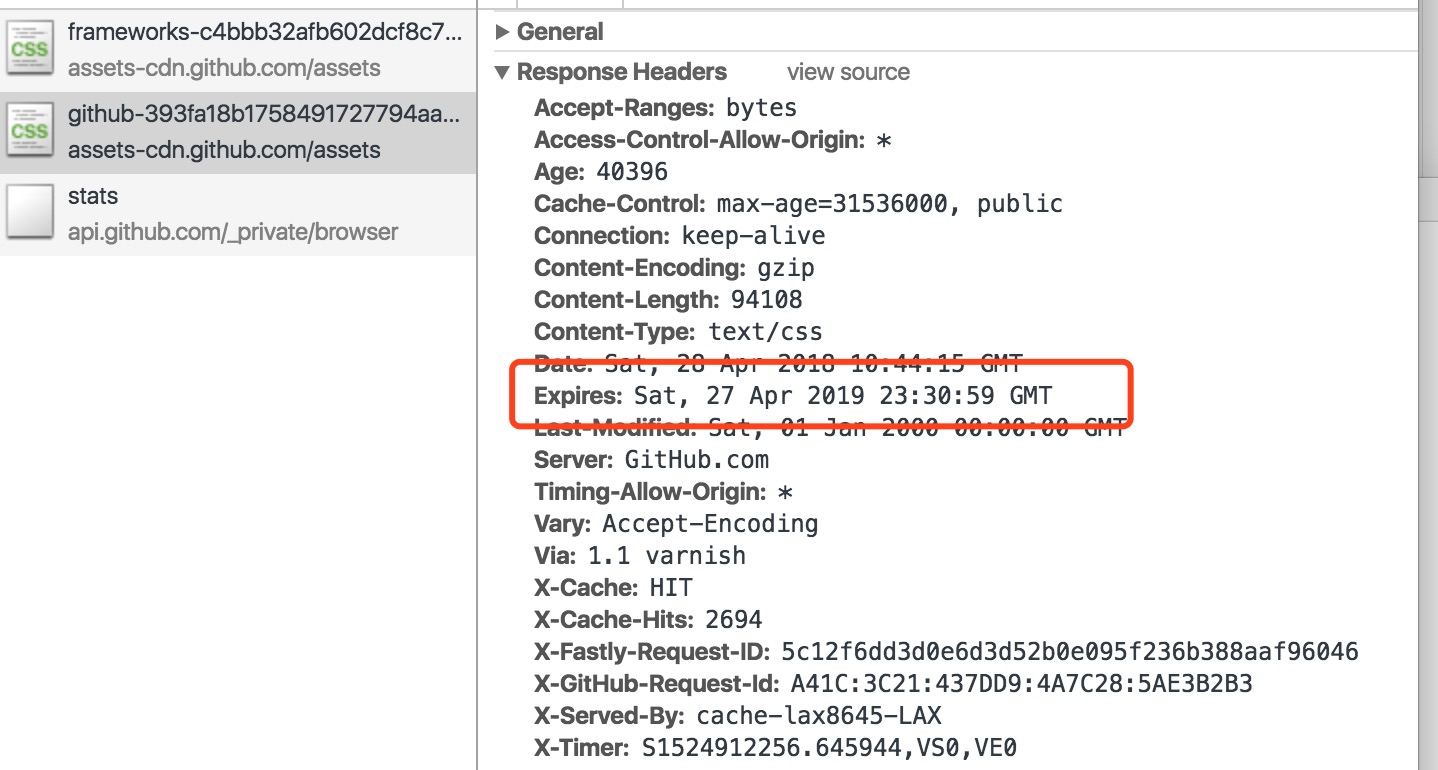 frameworks-c4bbb32afb602dcf8c7...
CSS
assets-cdn.github.com/assets
github-393fa18b1758491727794aa...
CSS
assets-cdn.github.com/assets
stats
api.github.com/_private/browser
General
Response Headers view source
Accept-Ranges: bytes
Access-Control-Allow-Origin: *
Age: 40396
Cache-Control: max-age=31536000, public
Connection: keep-alive
Content-Encoding: gzip
Content-Length: 94108
Content-Type: text/css
Date: Sat, 28 Apr 2018 10:44:15 GMT
Expires: Sat, 27 Apr 2019 23:30:59 GMT
Last-Modified: Sat, 01 Jan 2000 00:00:00 GMT
Server: GitHub.com
Timing-Allow-Origin: *
Vary: Accept-Encoding
Via: 1.1 varnish
X-Cache: HIT
X-Cache-Hits: 2694
X-Fastly-Request-ID: 5c12f6dd3d0e6d3d52b0e095f236b388aaf96046
X-GitHub-Request-Id: A41C:3C21:437DD9:4A7C28:5AE3B2B3
X-Served-By: cache-lax8645-LAX
X-Timer: S1524912256.645944,VS0,VE0